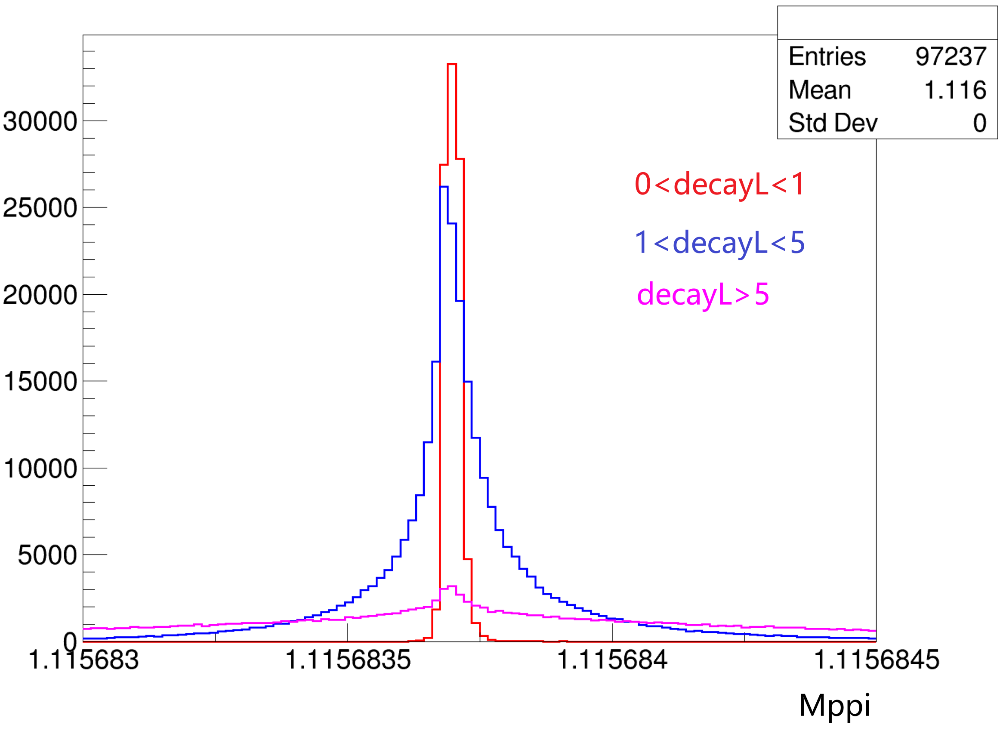 Entries 97237
Mean 1.116
Std Dev 0
30000
25000
20000
15000
10000
5000
0
0<decayL<1
1<decayL<5
decayL>5
1.115683 1.1156835 1.115684 1.1156845
Mppi